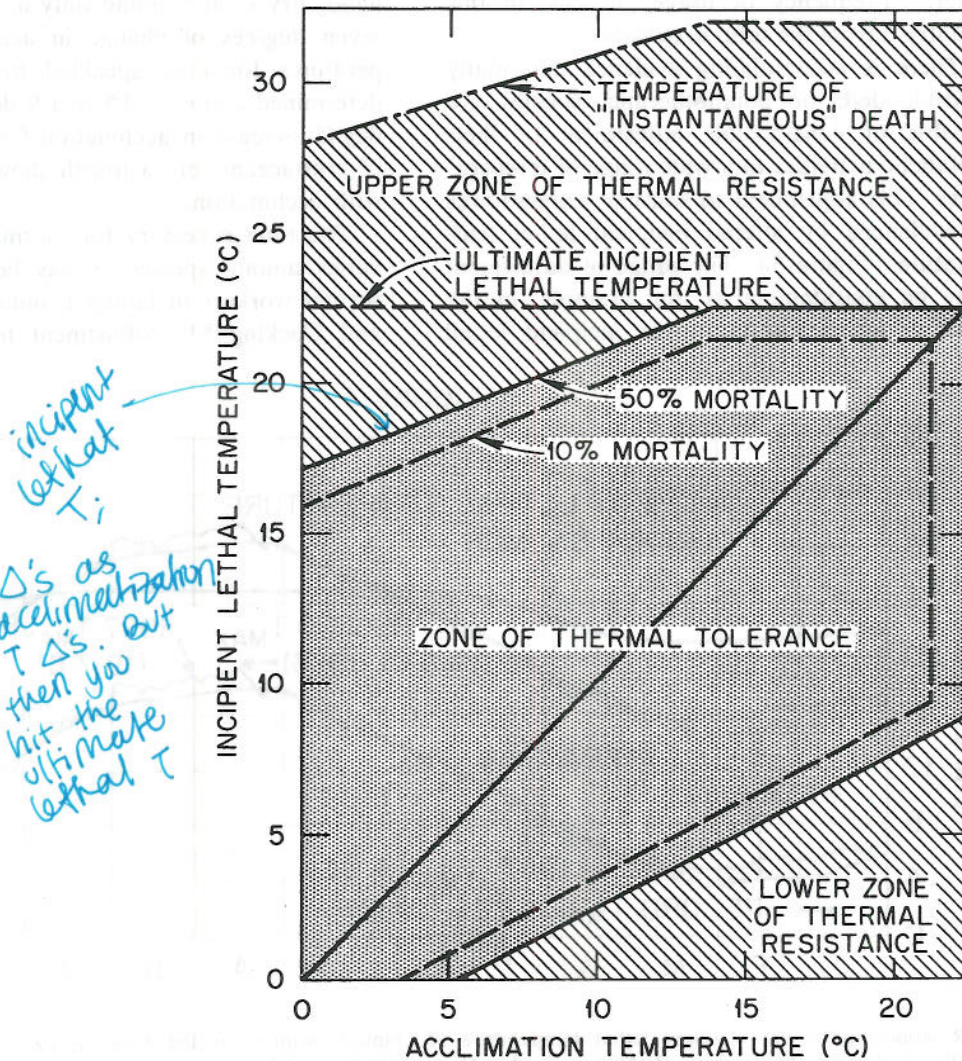 30
TEMPERATURE OF
"INSTANTANEOUS" DEATH
UPPER ZONE OF THERMAL RESISTANCE
25
ULTIMATE INCIPIENT
LETHAL TEMPERATURE
20
50% MORTALITY
10% MORTALITY
15
ZONE OF THERMAL TOLERANCE
10
5
LOWER ZONE
OF THERMAL
RESISTANCE
0
0 5 10 15 20
ACCLIMATION TEMPERATURE (°C)
INCIPIENT LETHAL TEMPERATURE (°C)
incipent
lethal
T;
Δ's as
T Δ's. But
then you
hit the
ultimate
lethal T